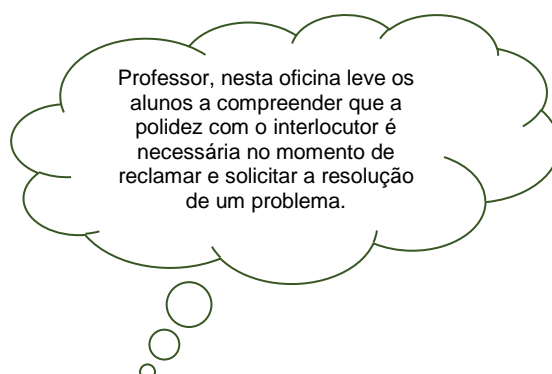 Professor, nesta oficina leve os
alunos a compreender que a
polidez com o interlocutor é
necessária no momento de
reclamar e solicitar a resolução
de um problema.